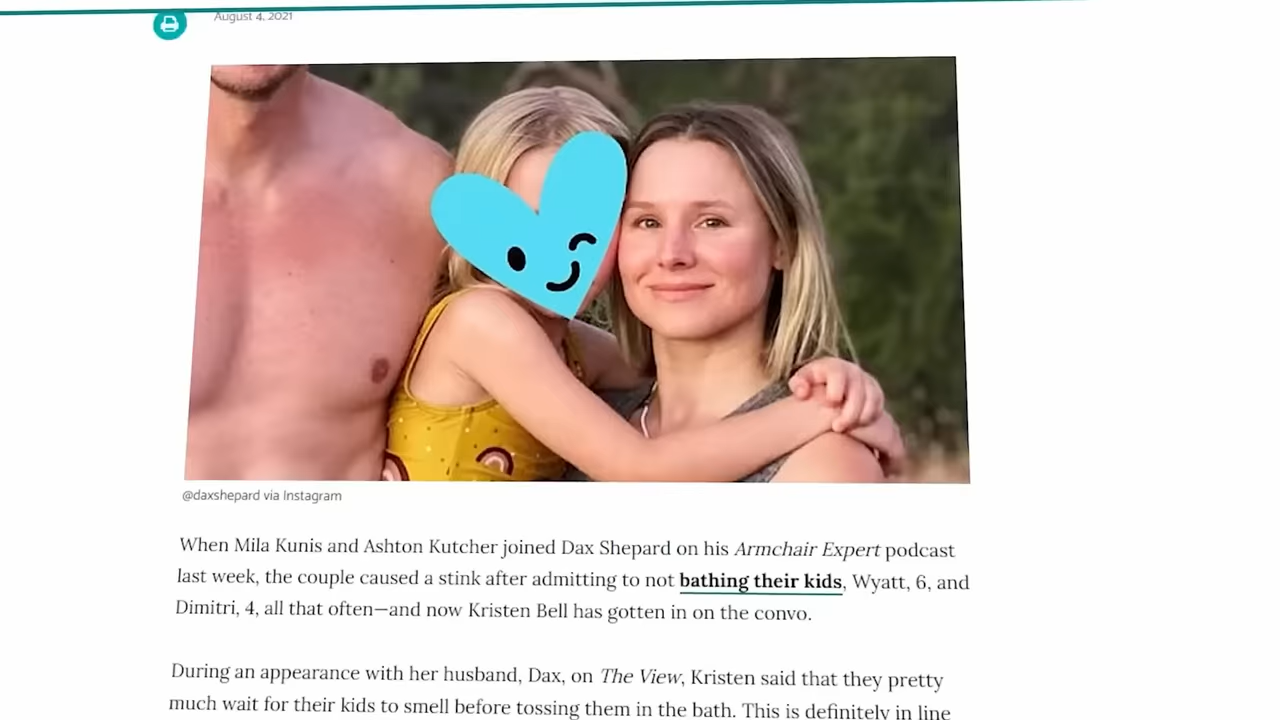 August 4, 2021
@daxshepard via Instagram
When Mila Kunis and Ashton Kutcher joined Dax Shepard on his Armchair Expert podcast
last week, the couple caused a stink after admitting to not bathing their kids, Wyatt, 6, and
Dimitri, 4, all that often—and now Kristen Bell has gotten in on the convo.
During an appearance with her husband, Dax, on The View, Kristen said that they pretty
much wait for their kids to smell before tossing them in the bath. This is definitely in line